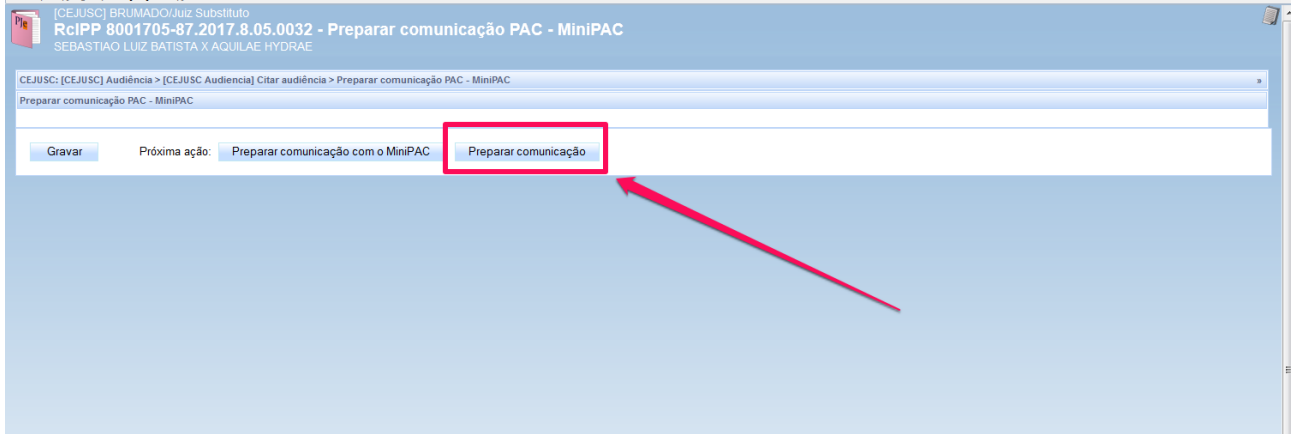 PJe
[CEJUSC] BRUMADO/Juiz Substituto
RcIPP 8001705-87.2017.8.05.0032 - Preparar comunicação PAC - MiniPAC
SEBASTIAO LUIZ BATISTA X AQUILAE HYDRAE
CEJUSC: [CEJUSC] Audiência > [CEJUSC Audiencia] Citar audiência > Preparar comunicação PAC - MiniPAC »
Preparar comunicação PAC - MiniPAC
Gravar Próxima ação: Preparar comunicação com o MiniPAC Preparar comunicação